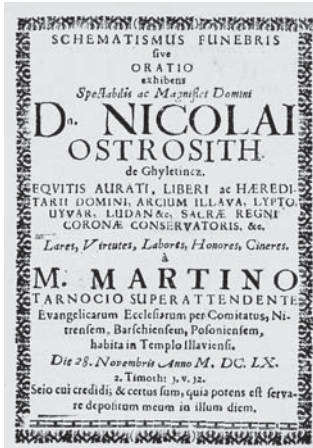 SCHEMATISMUS FUNEBRIS
sive
ORATIO
exhibens
Spectabilis ac Magnifici Domini
Dn. NICOLAI
OSTROSITH.
de Ghyletincz.
EQVITIS AURATI, LIBERI ac HÆREDI-
TARII DOMINI, ARCIUM ILLAVA, LYPTO-
UYVAR, LUDAN &c, SACRÆ REGNI
CORONÆ CONSERVATORIS. &c.
Lares, Virtutes, Labores, Honores, Cineres.
à
M. MARTINO
TARNOCIO SUPERATTENDENTE
Evangelicarum Ecclesiarum per Comitatus, Ni-
trensem, Barschiensem, Posoniensem,
habita in Templo Illaviensi.
Die 28. Novembris Anno M. DC. LX.
2. Timoth: 3. v. 12.
Scio cui credidi; & certus sum, quia potens est serva-
re depositum meum in illum diem.